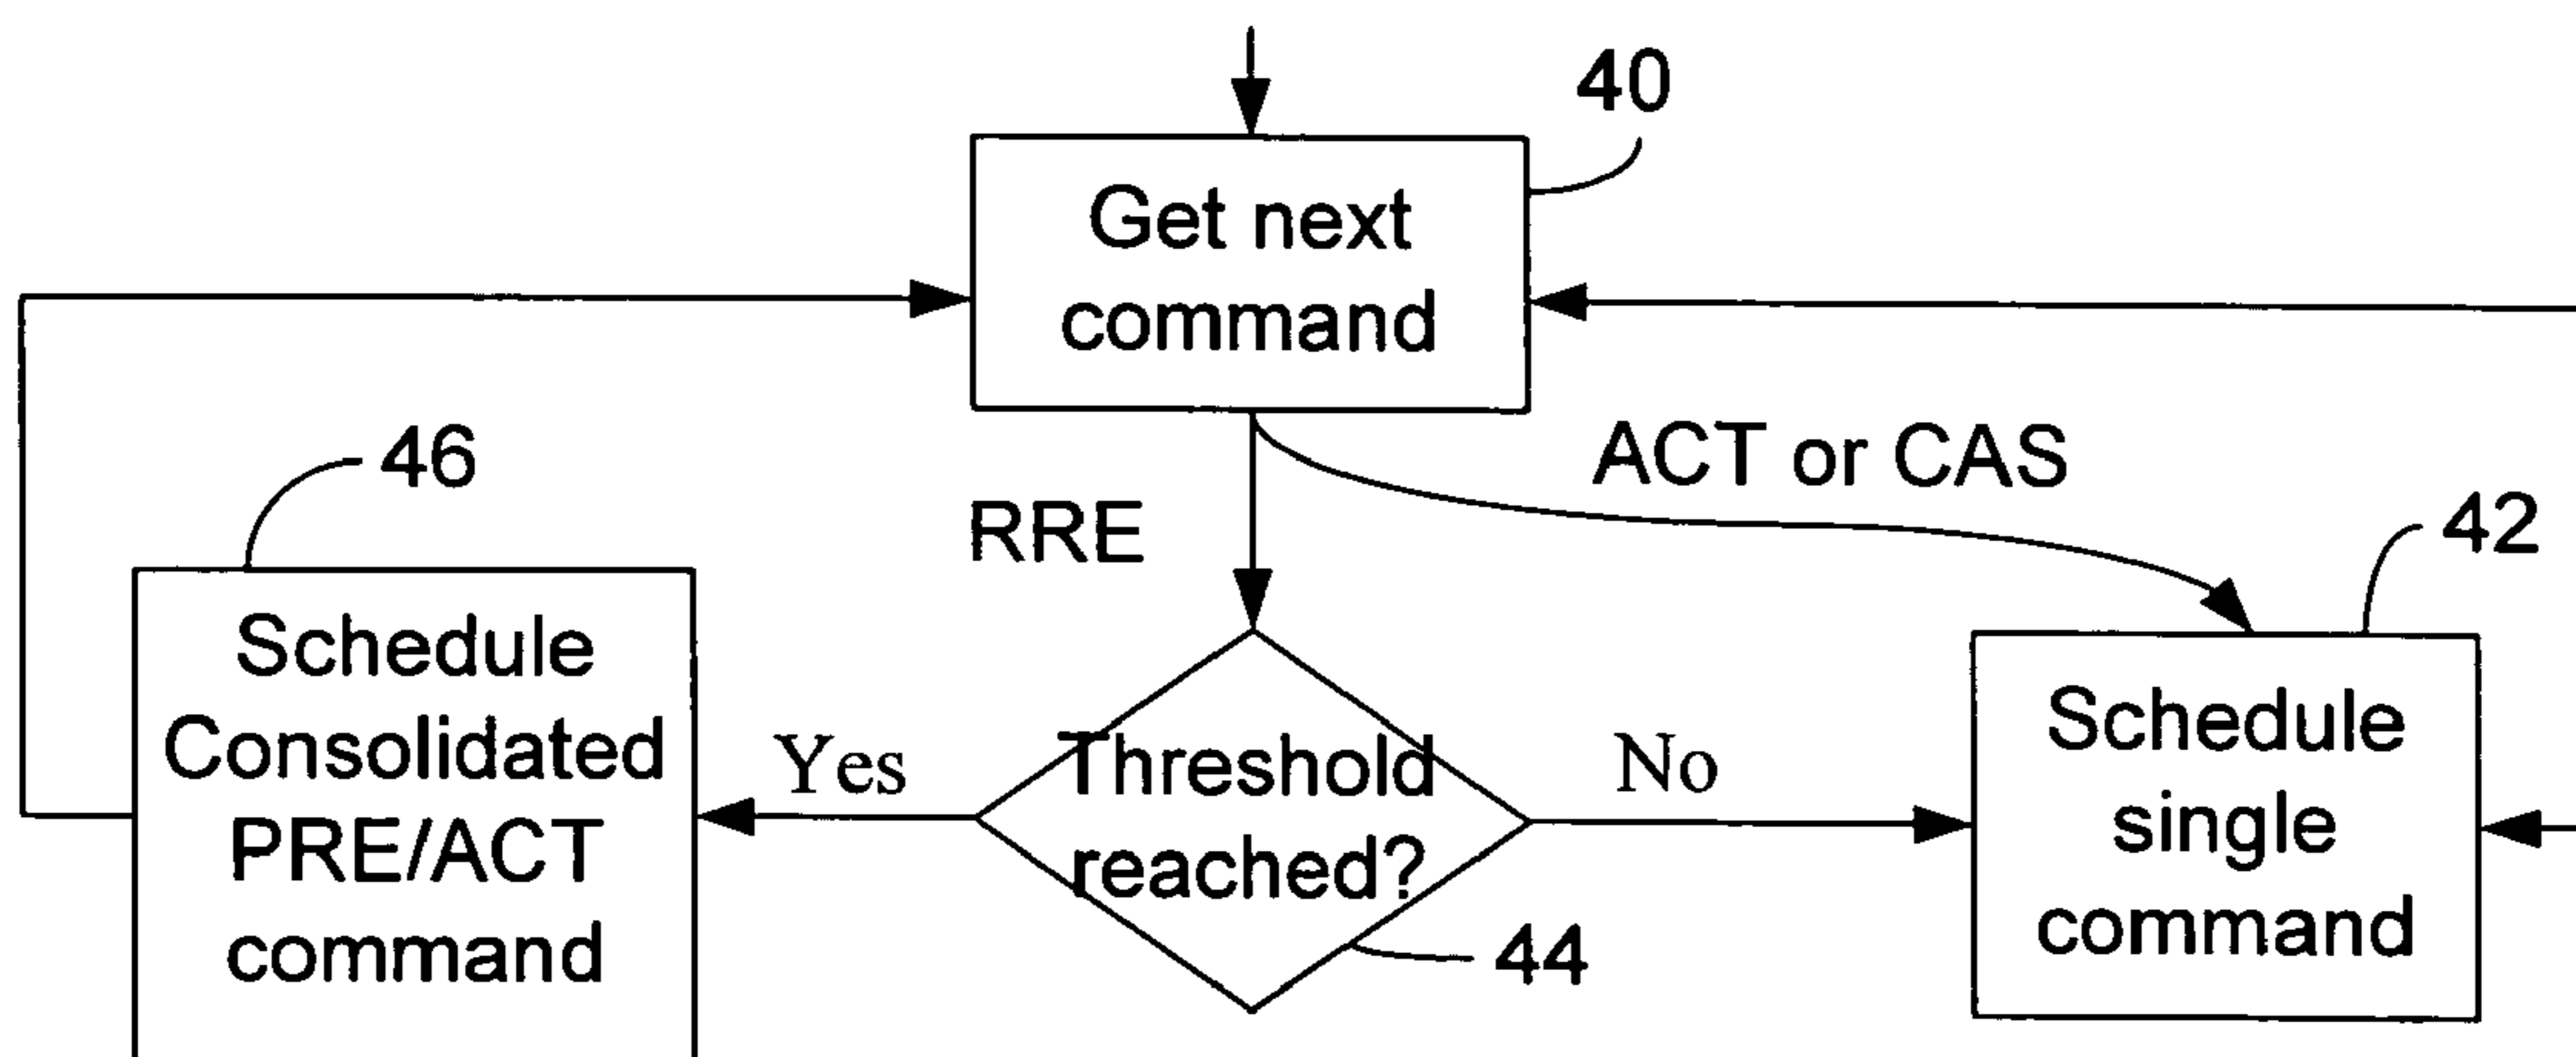 40
Get next
command
46
ACT or CAS
RRE
42
Schedule
Consolidated
PRE/ACT
command
Yes
Threshold
reached?
No
Schedule
single
command
44